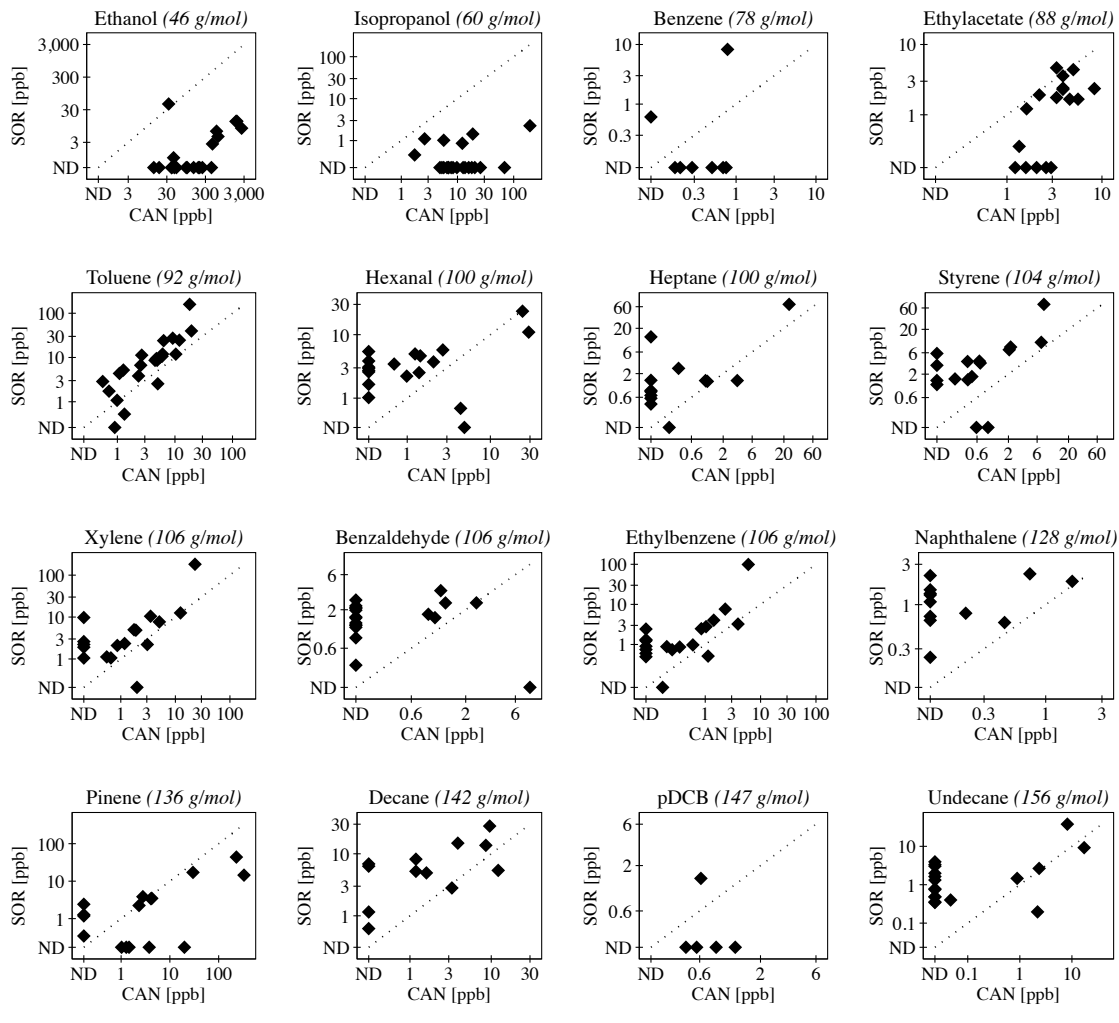 Ethanol (46 g/mol)
3,000
300
30
3
ND
SOR [ppb]
ND 3 30 300 3,000
CAN [ppb]
Isopropanol (60 g/mol)
100
30
10
3
1
ND
SOR [ppb]
ND 1 3 10 30 100
CAN [ppb]
Benzene (78 g/mol)
10
3
1
0.3
ND
SOR [ppb]
ND 0.3 1 3 10
CAN [ppb]
Ethylacetate (88 g/mol)
10
3
1
ND
SOR [ppb]
ND 1 3 10
CAN [ppb]
Toluene (92 g/mol)
100
30
10
3
1
ND
SOR [ppb]
ND 1 3 10 30 100
CAN [ppb]
Hexanal (100 g/mol)
30
10
3
1
ND
SOR [ppb]
ND 1 3 10 30
CAN [ppb]
Heptane (100 g/mol)
60
20
6
2
0.6
ND
SOR [ppb]
ND 0.6 2 6 20 60
CAN [ppb]
Styrene (104 g/mol)
60
20
6
2
0.6
ND
SOR [ppb]
ND 0.6 2 6 20 60
CAN [ppb]
Xylene (106 g/mol)
100
30
10
3
1
ND
SOR [ppb]
ND 1 3 10 30 100
CAN [ppb]
Benzaldehyde (106 g/mol)
6
2
0.6
ND
SOR [ppb]
ND 0.6 2 6
CAN [ppb]
Ethylbenzene (106 g/mol)
100
30
10
3
1
ND
SOR [ppb]
ND 1 3 10 30 100
CAN [ppb]
Naphthalene (128 g/mol)
3
1
0.3
ND
SOR [ppb]
ND 0.3 1 3
CAN [ppb]
Pinene (136 g/mol)
100
10
1
ND
SOR [ppb]
ND 1 10 100
CAN [ppb]
Decane (142 g/mol)
30
10
3
1
ND
SOR [ppb]
ND 1 3 10 30
CAN [ppb]
pDCB (147 g/mol)
6
2
0.6
ND
SOR [ppb]
ND 0.6 2 6
CAN [ppb]
Undecane (156 g/mol)
10
1
0.1
ND
SOR [ppb]
ND 0.1 1 10
CAN [ppb]